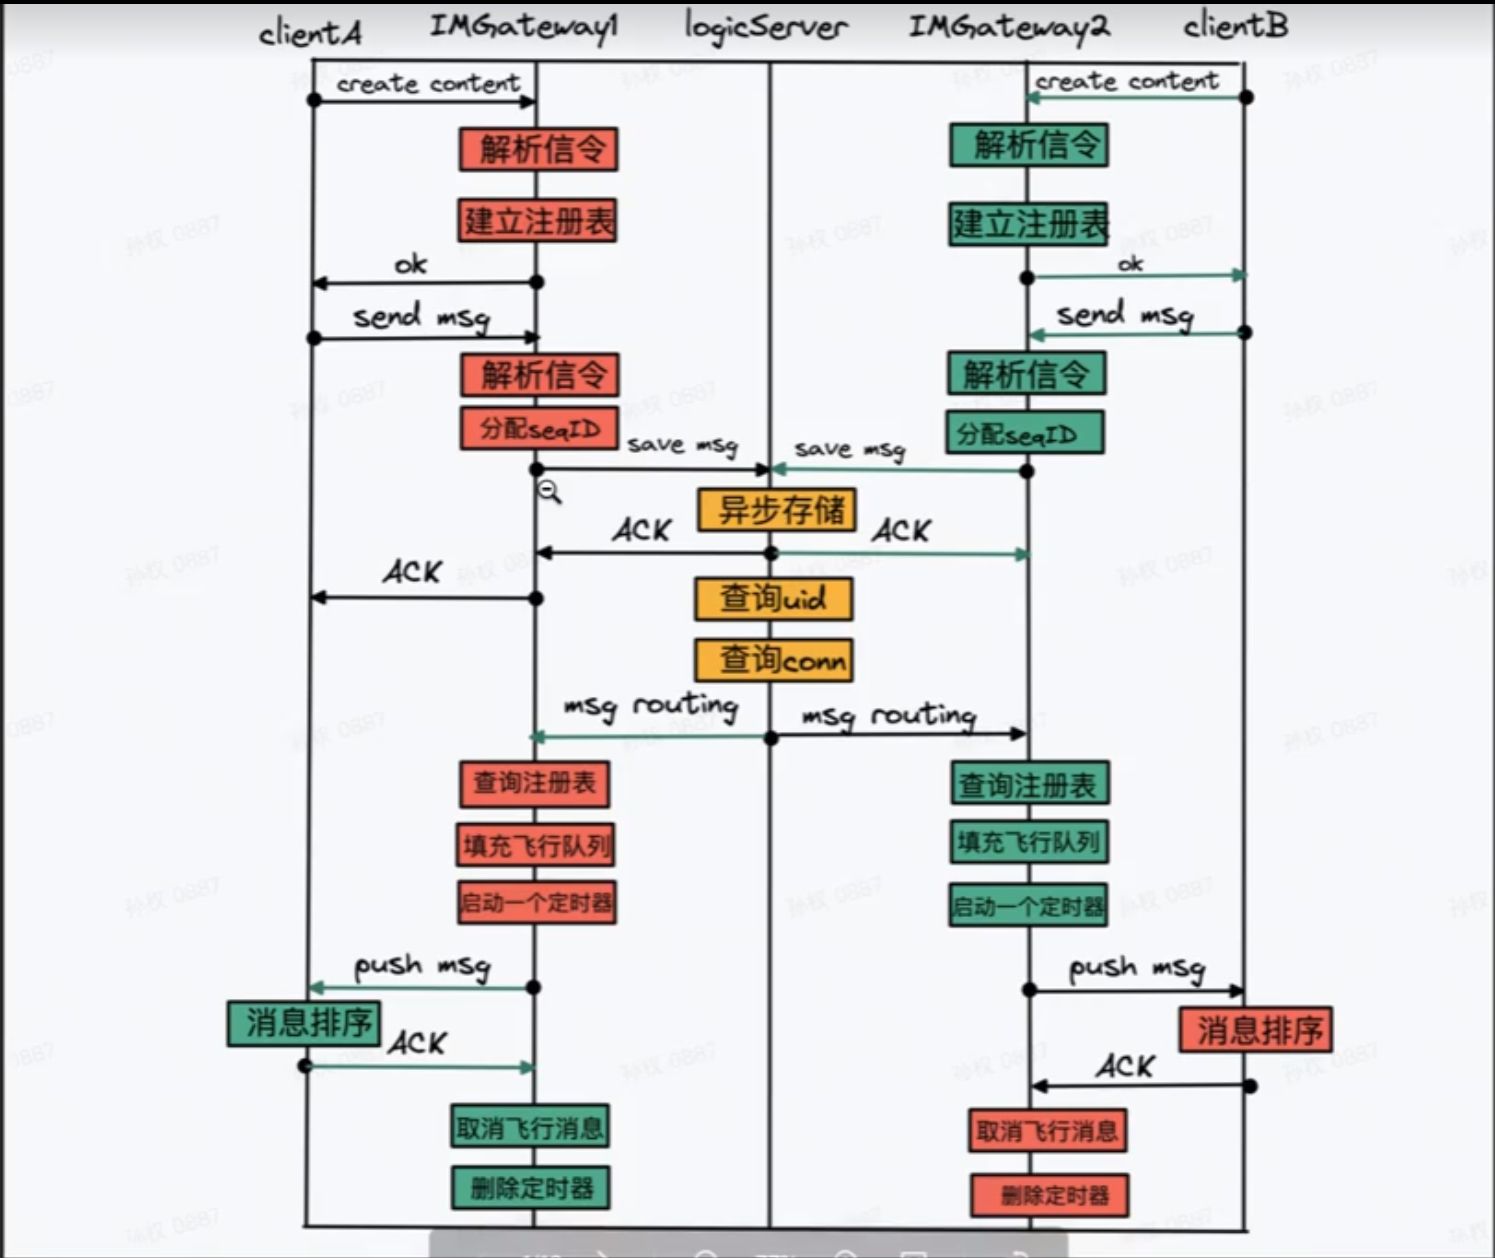 clientA IMGateway1 logicServer IMGateway2 clientB
create content create content
解析信令 解析信令
建立注册表 建立注册表
ok ok
send msg send msg
解析信令 解析信令
分配seqID 分配seqID
save msg save msg
异步存储
ACK ACK
ACK
查询uid
查询conn
msg routing msg routing
查询注册表 查询注册表
填充飞行队列 填充飞行队列
启动一个定时器 启动一个定时器
push msg push msg
消息排序 消息排序
ACK ACK
取消飞行消息 取消飞行消息
删除定时器 删除定时器